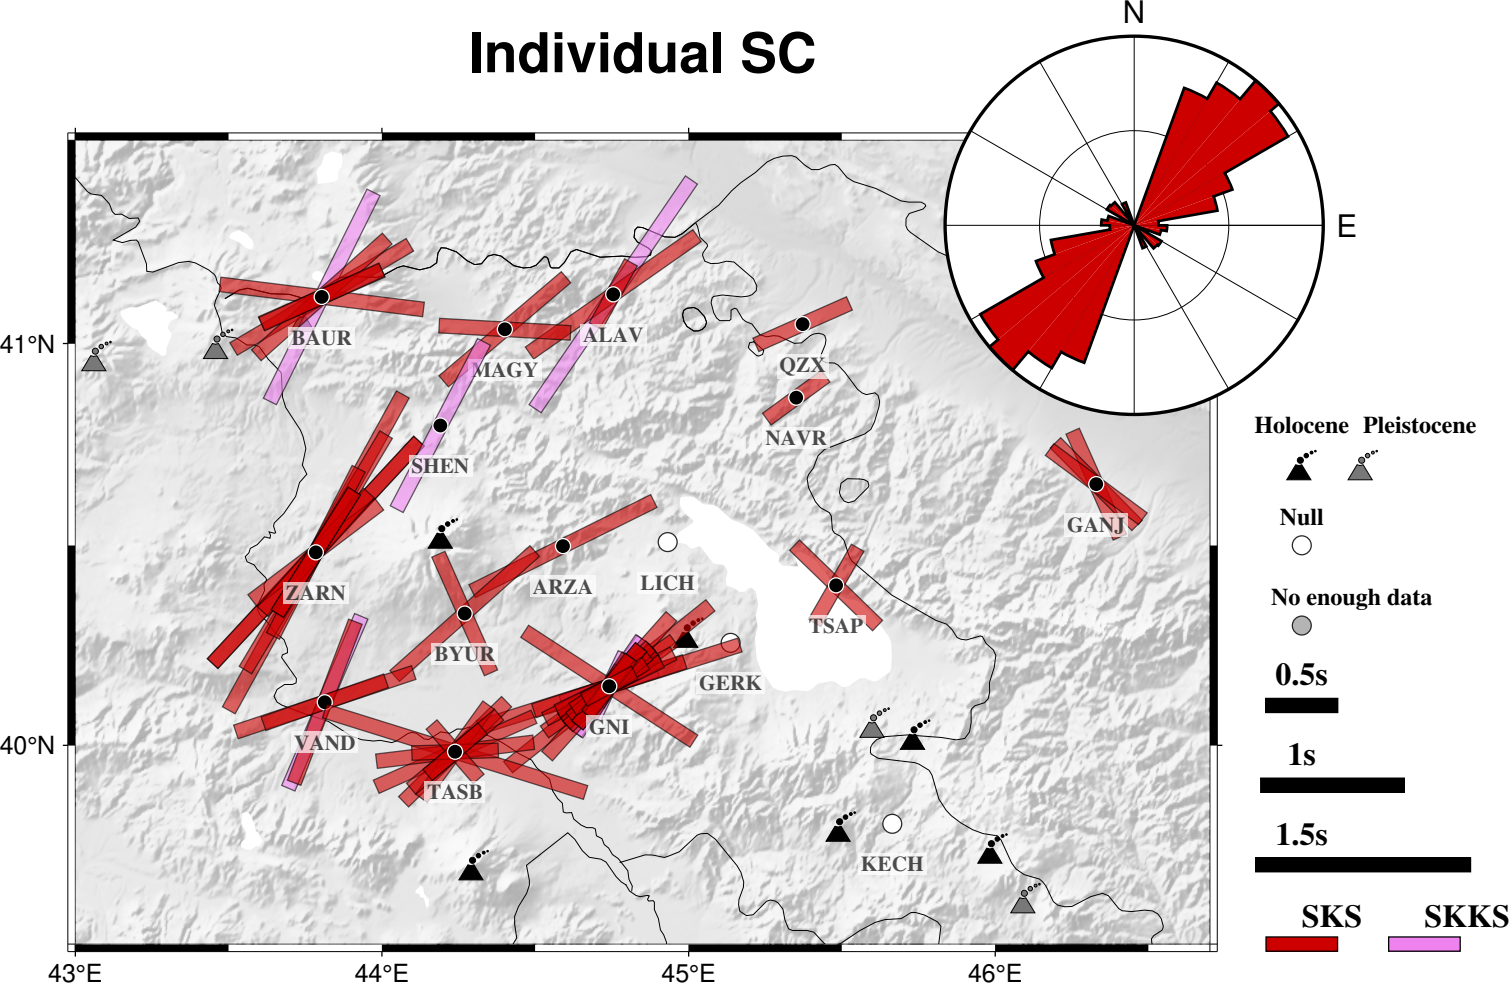 Individual SC
N
E
BAUR
ALAV
41°N
MAGY
QZX
NAVR
SHEN
Holocene Pleistocene
GANJ
Null
ZARN
ARZA
LICH
No enough data
TSAP
BYUR
GERK
0.5s
GNI
VAND
40°N
1s
TASB
1.5s
KECH
SKS SKKS
43°E 44°E 45°E 46°E